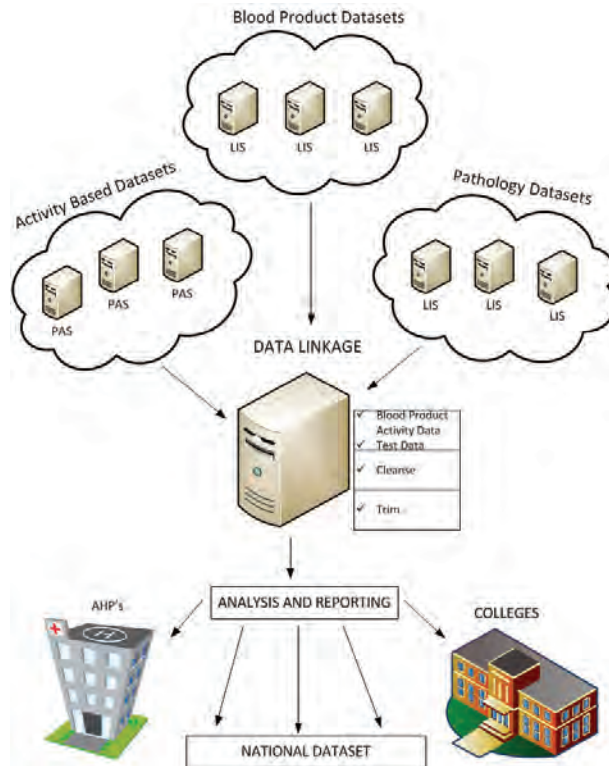 Blood Product Datasets
LIS
LIS
LIS
Activity Based Datasets
PAS
PAS
PAS
Pathology Datasets
LIS
LIS
LIS
DATA LINKAGE
✓ Blood Product
Activity Data
✓ Test Data
✓ Cleanse
✓ Trim
AHP's
ANALYSIS AND REPORTING
COLLEGES
H
NATIONAL DATASET